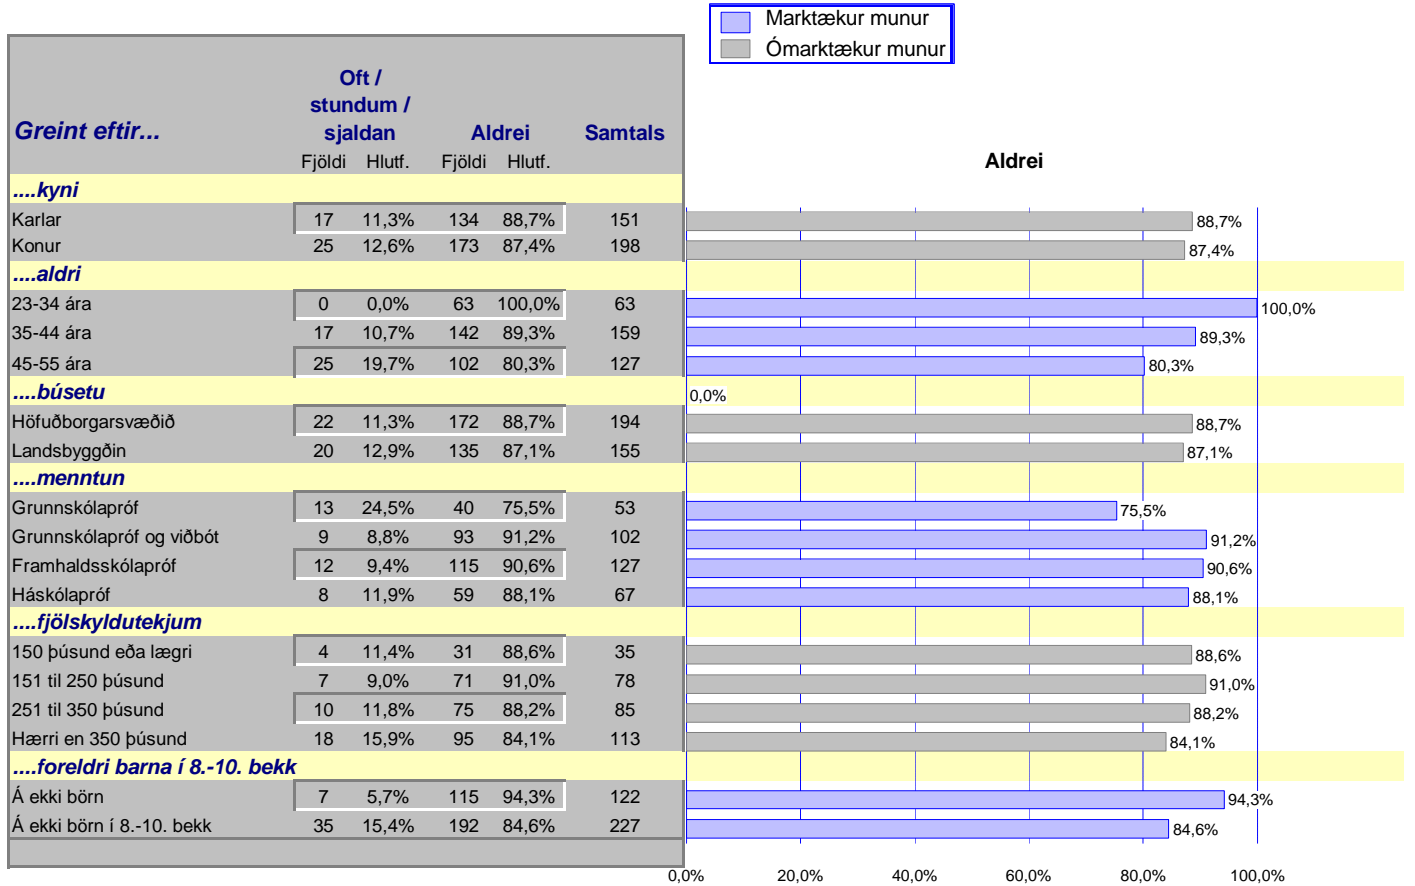 Marktækur munur
Ómarktækur munur
Greint eftir...
Oft /
stundum /
sjaldan
Aldrei
Samtals
Fjöldi Hlutf. Fjöldi Hlutf.
Aldrei
....kyni
Karlar 17 11,3% 134 88,7% 151 88,7%
Konur 25 12,6% 173 87,4% 198 87,4%
....aldri
23-34 ára 0 0,0% 63 100,0% 63 100,0%
35-44 ára 17 10,7% 142 89,3% 159 89,3%
45-55 ára 25 19,7% 102 80,3% 127 80,3%
....búsetu 0,0%
Höfuðborgarsvæðið 22 11,3% 172 88,7% 194 88,7%
Landsbyggðin 20 12,9% 135 87,1% 155 87,1%
....menntun
Grunnskólapróf 13 24,5% 40 75,5% 53 75,5%
Grunnskólapróf og viðbót 9 8,8% 93 91,2% 102 91,2%
Framhaldsskólapróf 12 9,4% 115 90,6% 127 90,6%
Háskólapróf 8 11,9% 59 88,1% 67 88,1%
....fjölskyldutekjum
150 þúsund eða lægri 4 11,4% 31 88,6% 35 88,6%
151 til 250 þúsund 7 9,0% 71 91,0% 78 91,0%
251 til 350 þúsund 10 11,8% 75 88,2% 85 88,2%
Hærri en 350 þúsund 18 15,9% 95 84,1% 113 84,1%
....foreldri barna í 8.-10. bekk
Á ekki börn 7 5,7% 115 94,3% 122 94,3%
Á ekki börn í 8.-10. bekk 35 15,4% 192 84,6% 227 84,6%
0,0% 20,0% 40,0% 60,0% 80,0% 100,0%